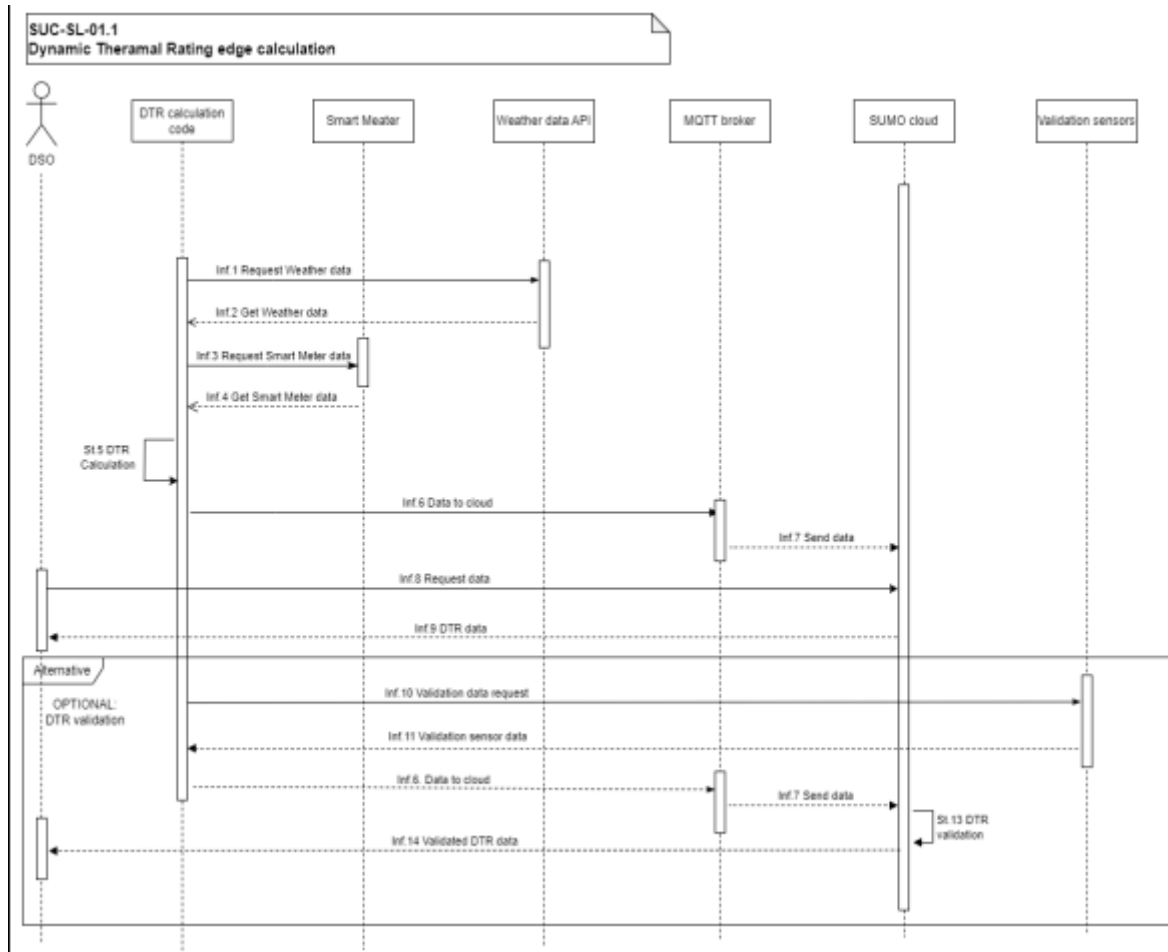 SUC-SL-01.1
Dynamic Theramal Rating edge calculation
DSO
DTR calculation
code
Smart Meater
Weather data API
MQTT broker
SUMO cloud
Validation sensors
Inf.1 Request Weather data
Inf.2 Get Weather data
Inf.3 Request Smart Meter data
Inf.4 Get Smart Meter data
St.5 DTR
Calculation
Inf.6 Data to cloud
Inf.7 Send data
Inf.8 Request data
Inf.9 DTR data
Alternative
OPTIONAL:
DTR validation
Inf.10 Validation data request
Inf.11 Validation sensor data
Inf.6. Data to cloud
Inf.7 Send data
St.13 DTR
validation
Inf.14 Validated DTR data